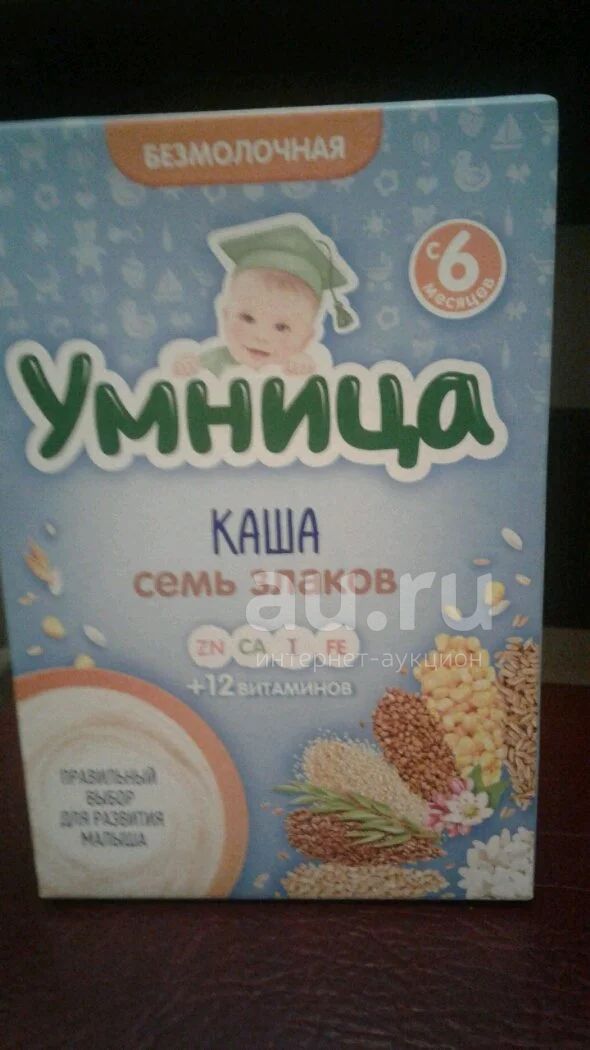 БЕЗМОЛОЧНАЯ
С 6 месяцев
Умница
КАША
семь злаков
au.ru
интернет-аукцион
ZN CA I FE
+12 ВИТАМИНОВ
ПРАВИЛЬНЫЙ
ВЫБОР
ДЛЯ РАЗВИТИЯ
МАЛЫША